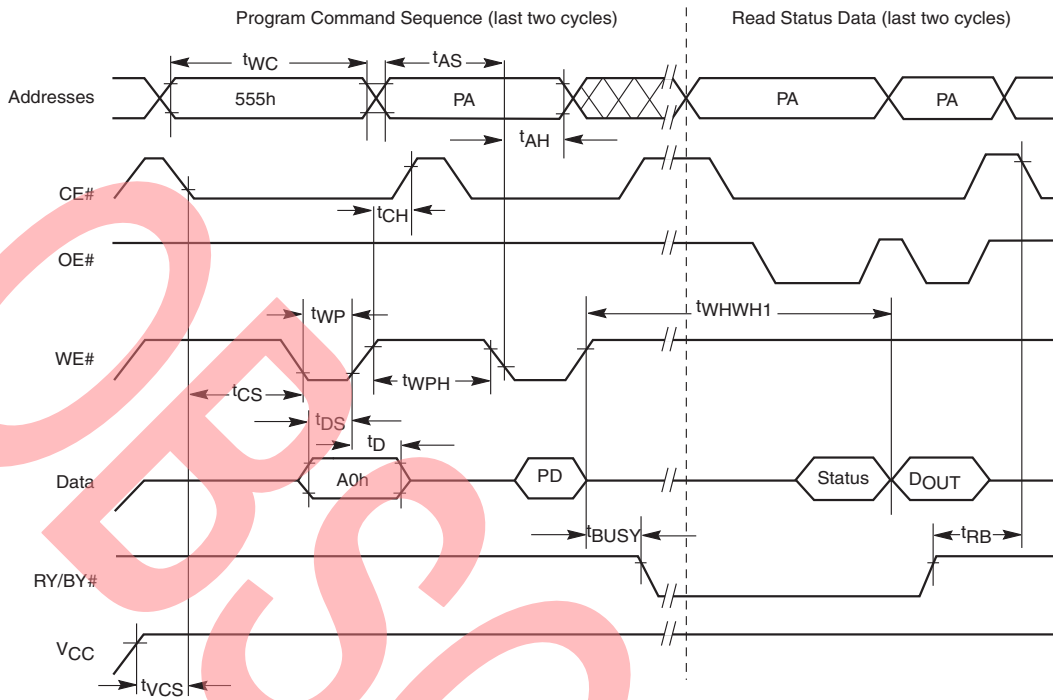 Program Command Sequence (last two cycles)
Read Status Data (last two cycles)
tWC
tAS
Addresses
555h
PA
PA
PA
tAH
CE#
tCH
OE#
tWP
tWHWH1
WE#
tCS
tWPH
tDS
tD
Data
A0h
PD
Status
DOUT
tBUSY
tRB
RY/BY#
VCC
tVCS